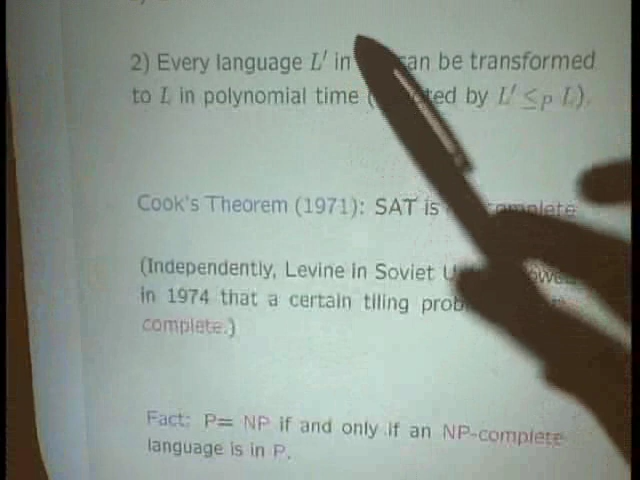 2) Every language L′ in can be transformed
to L in polynomial time ( by L′ ≤p L).
Cook's Theorem (1971): SAT is complete
(Independently, Levine in Soviet
in 1974 that a certain tiling
complete.)
Fact: P= NP if and only if an NP-complete
language is in P.